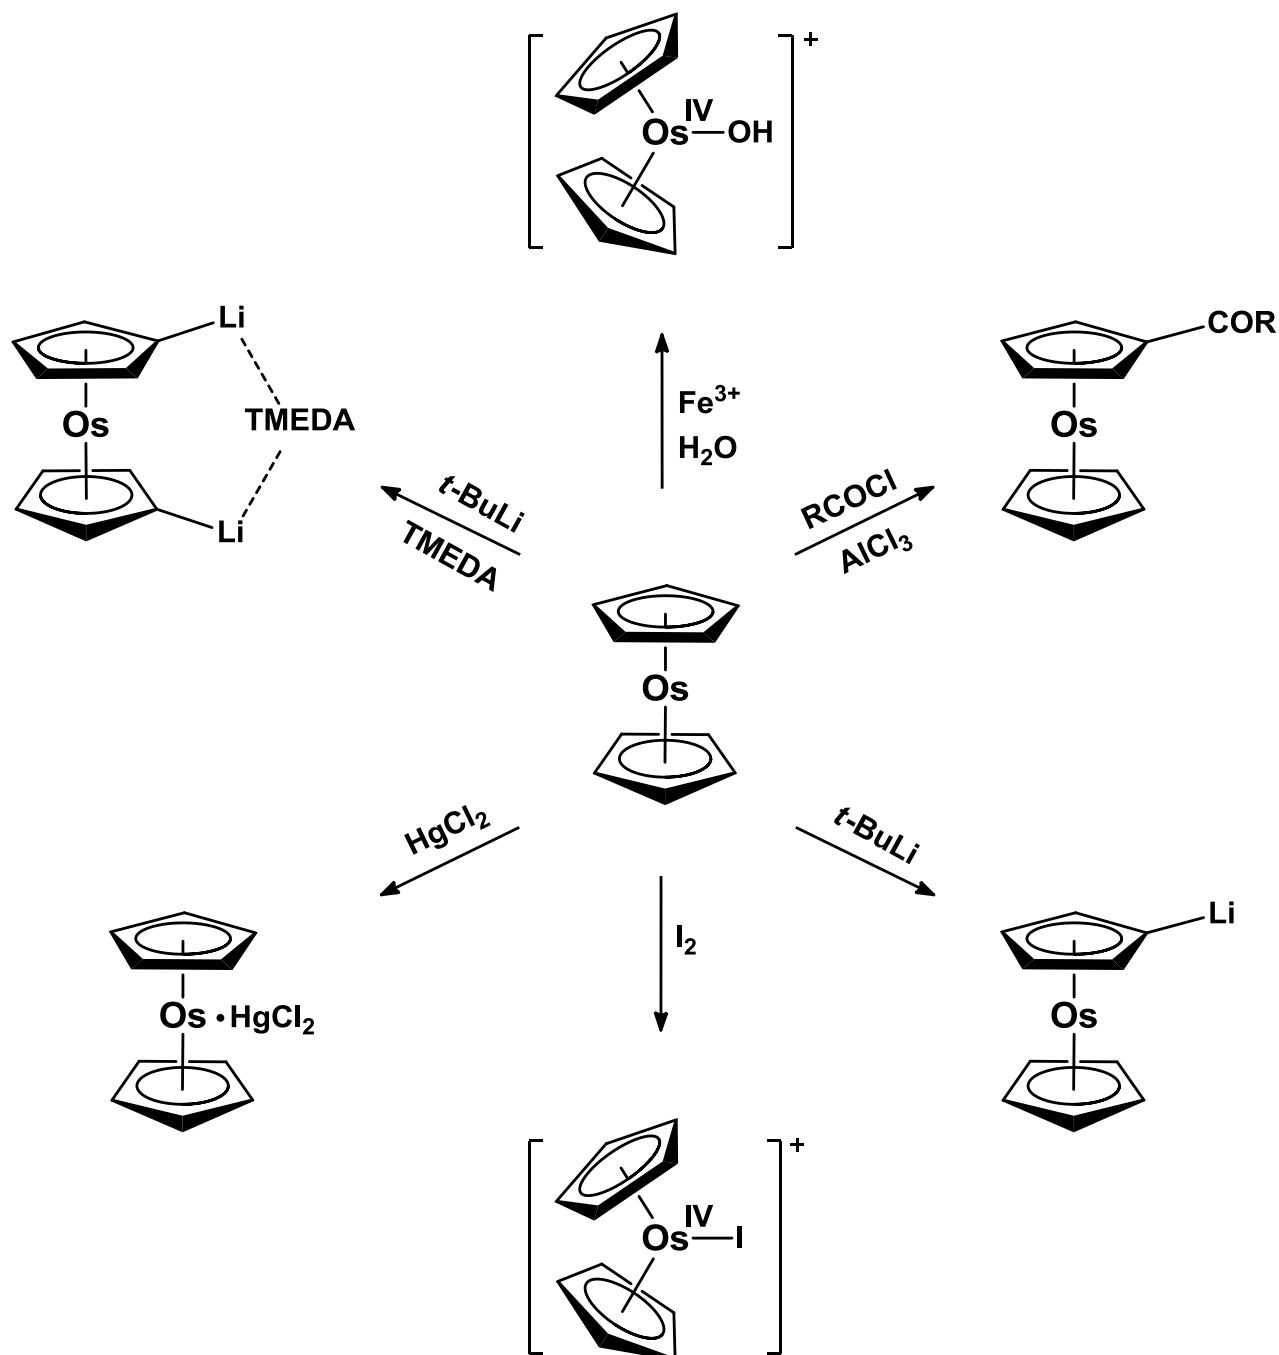 +
IV
Os
OH
Li
COR
Fe³⁺
H₂O
Os
TMEDA
Os
t-BuLi
TMEDA
RCOCl
AlCl₃
Li
Os
HgCl₂
t-BuLi
I₂
Li
Os • HgCl₂
Os
+
IV
Os
I